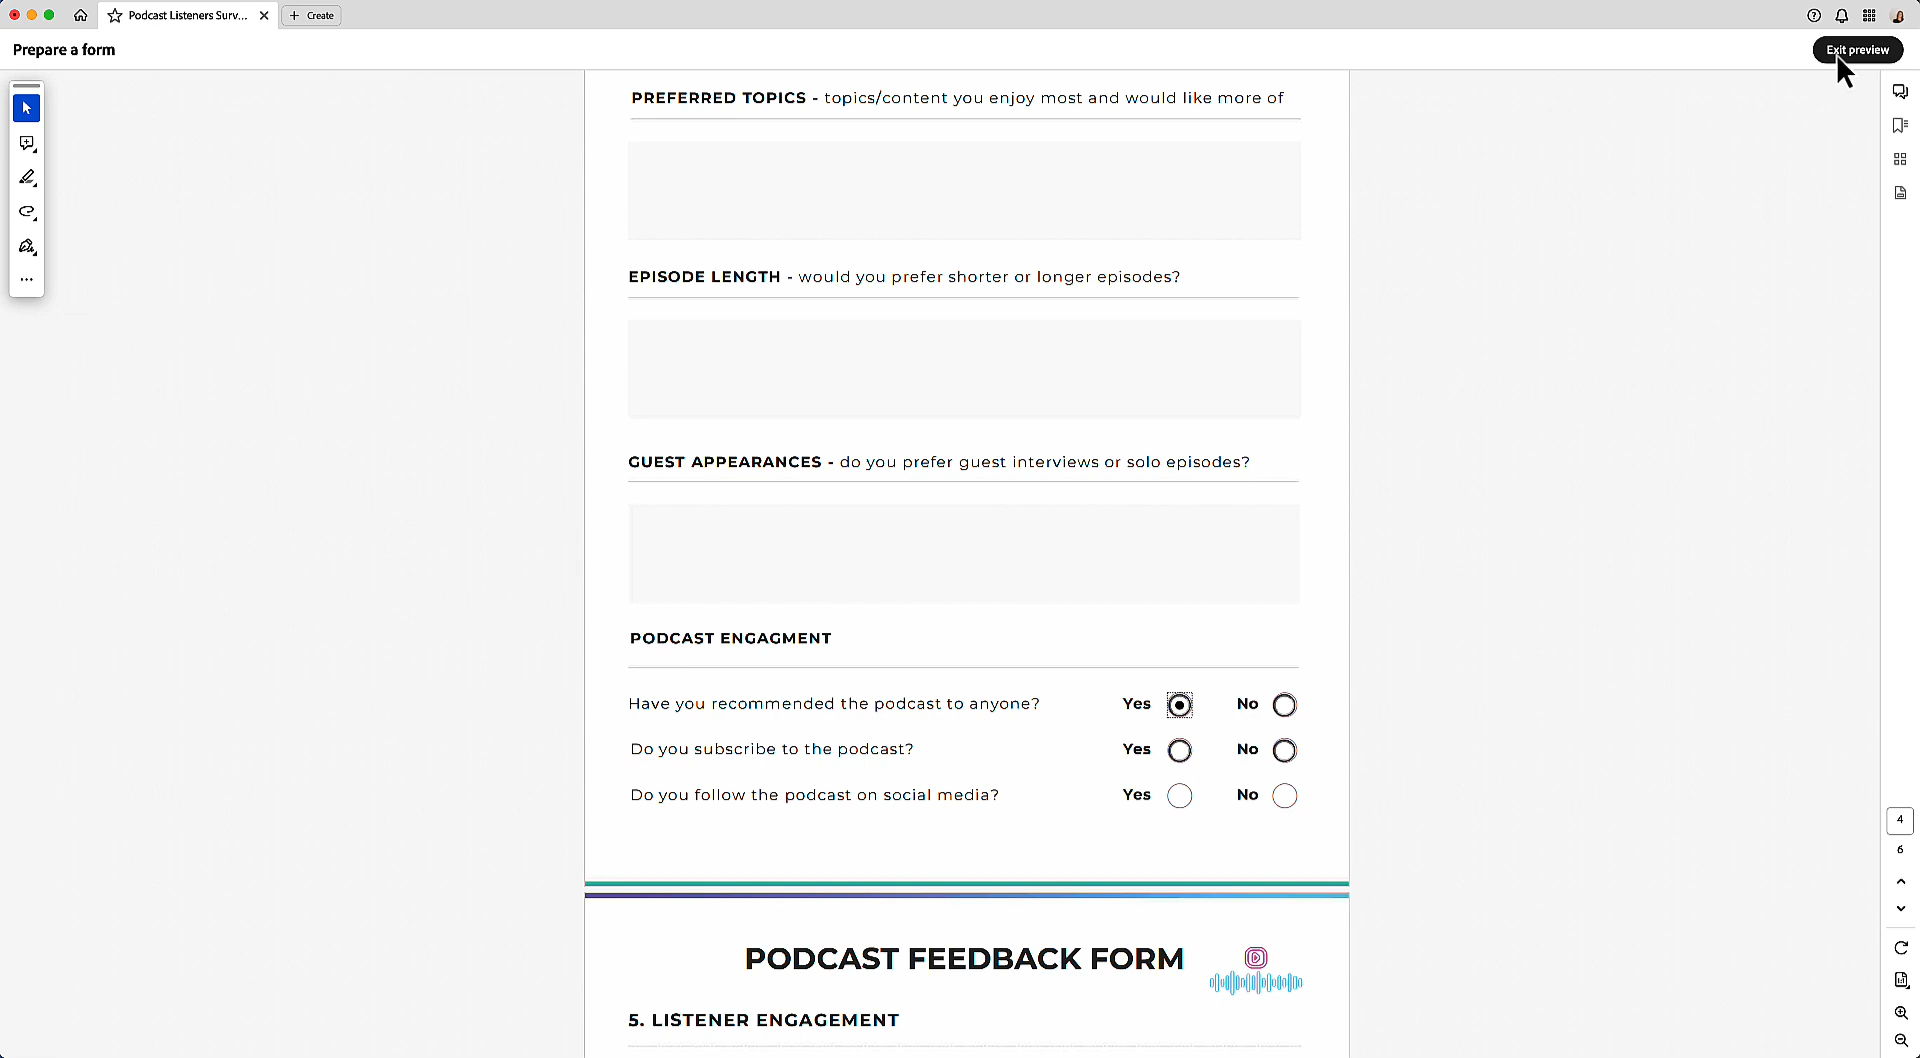 Podcast Listeners Surv...
Create
Prepare a form
Exit preview
PREFERRED TOPICS - topics/content you enjoy most and would like more of
EPISODE LENGTH - would you prefer shorter or longer episodes?
GUEST APPEARANCES - do you prefer guest interviews or solo episodes?
PODCAST ENGAGMENT
Have you recommended the podcast to anyone? Yes No
Do you subscribe to the podcast? Yes No
Do you follow the podcast on social media? Yes No
4
6
PODCAST FEEDBACK FORM
5. LISTENER ENGAGEMENT